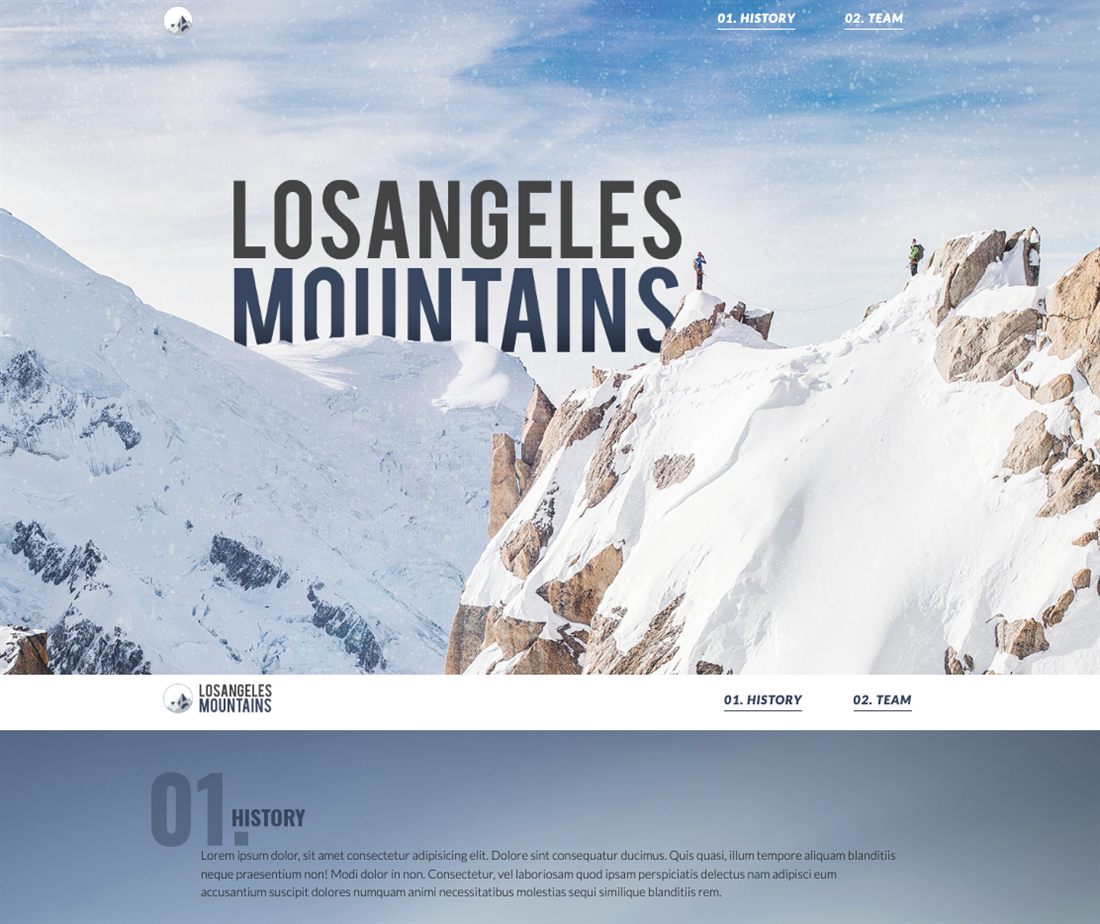 01. HISTORY 02. TEAM
LOSANGELES
MOUNTAINS
LOSANGELES
MOUNTAINS
01. HISTORY 02. TEAM
01.
HISTORY
Lorem ipsum dolor, sit amet consectetur adipisicing elit. Dolore sint consequatur ducimus. Quis quasi, illum tempore aliquam blanditiis
neque praesentium non! Modi dolor in non. Consectetur, vel laboriosam quod ipsam perspiciatis delectus nam adipisci eum
accusantium suscipit dolores numquam animi necessitatibus molestias sequi similique blanditiis rem.